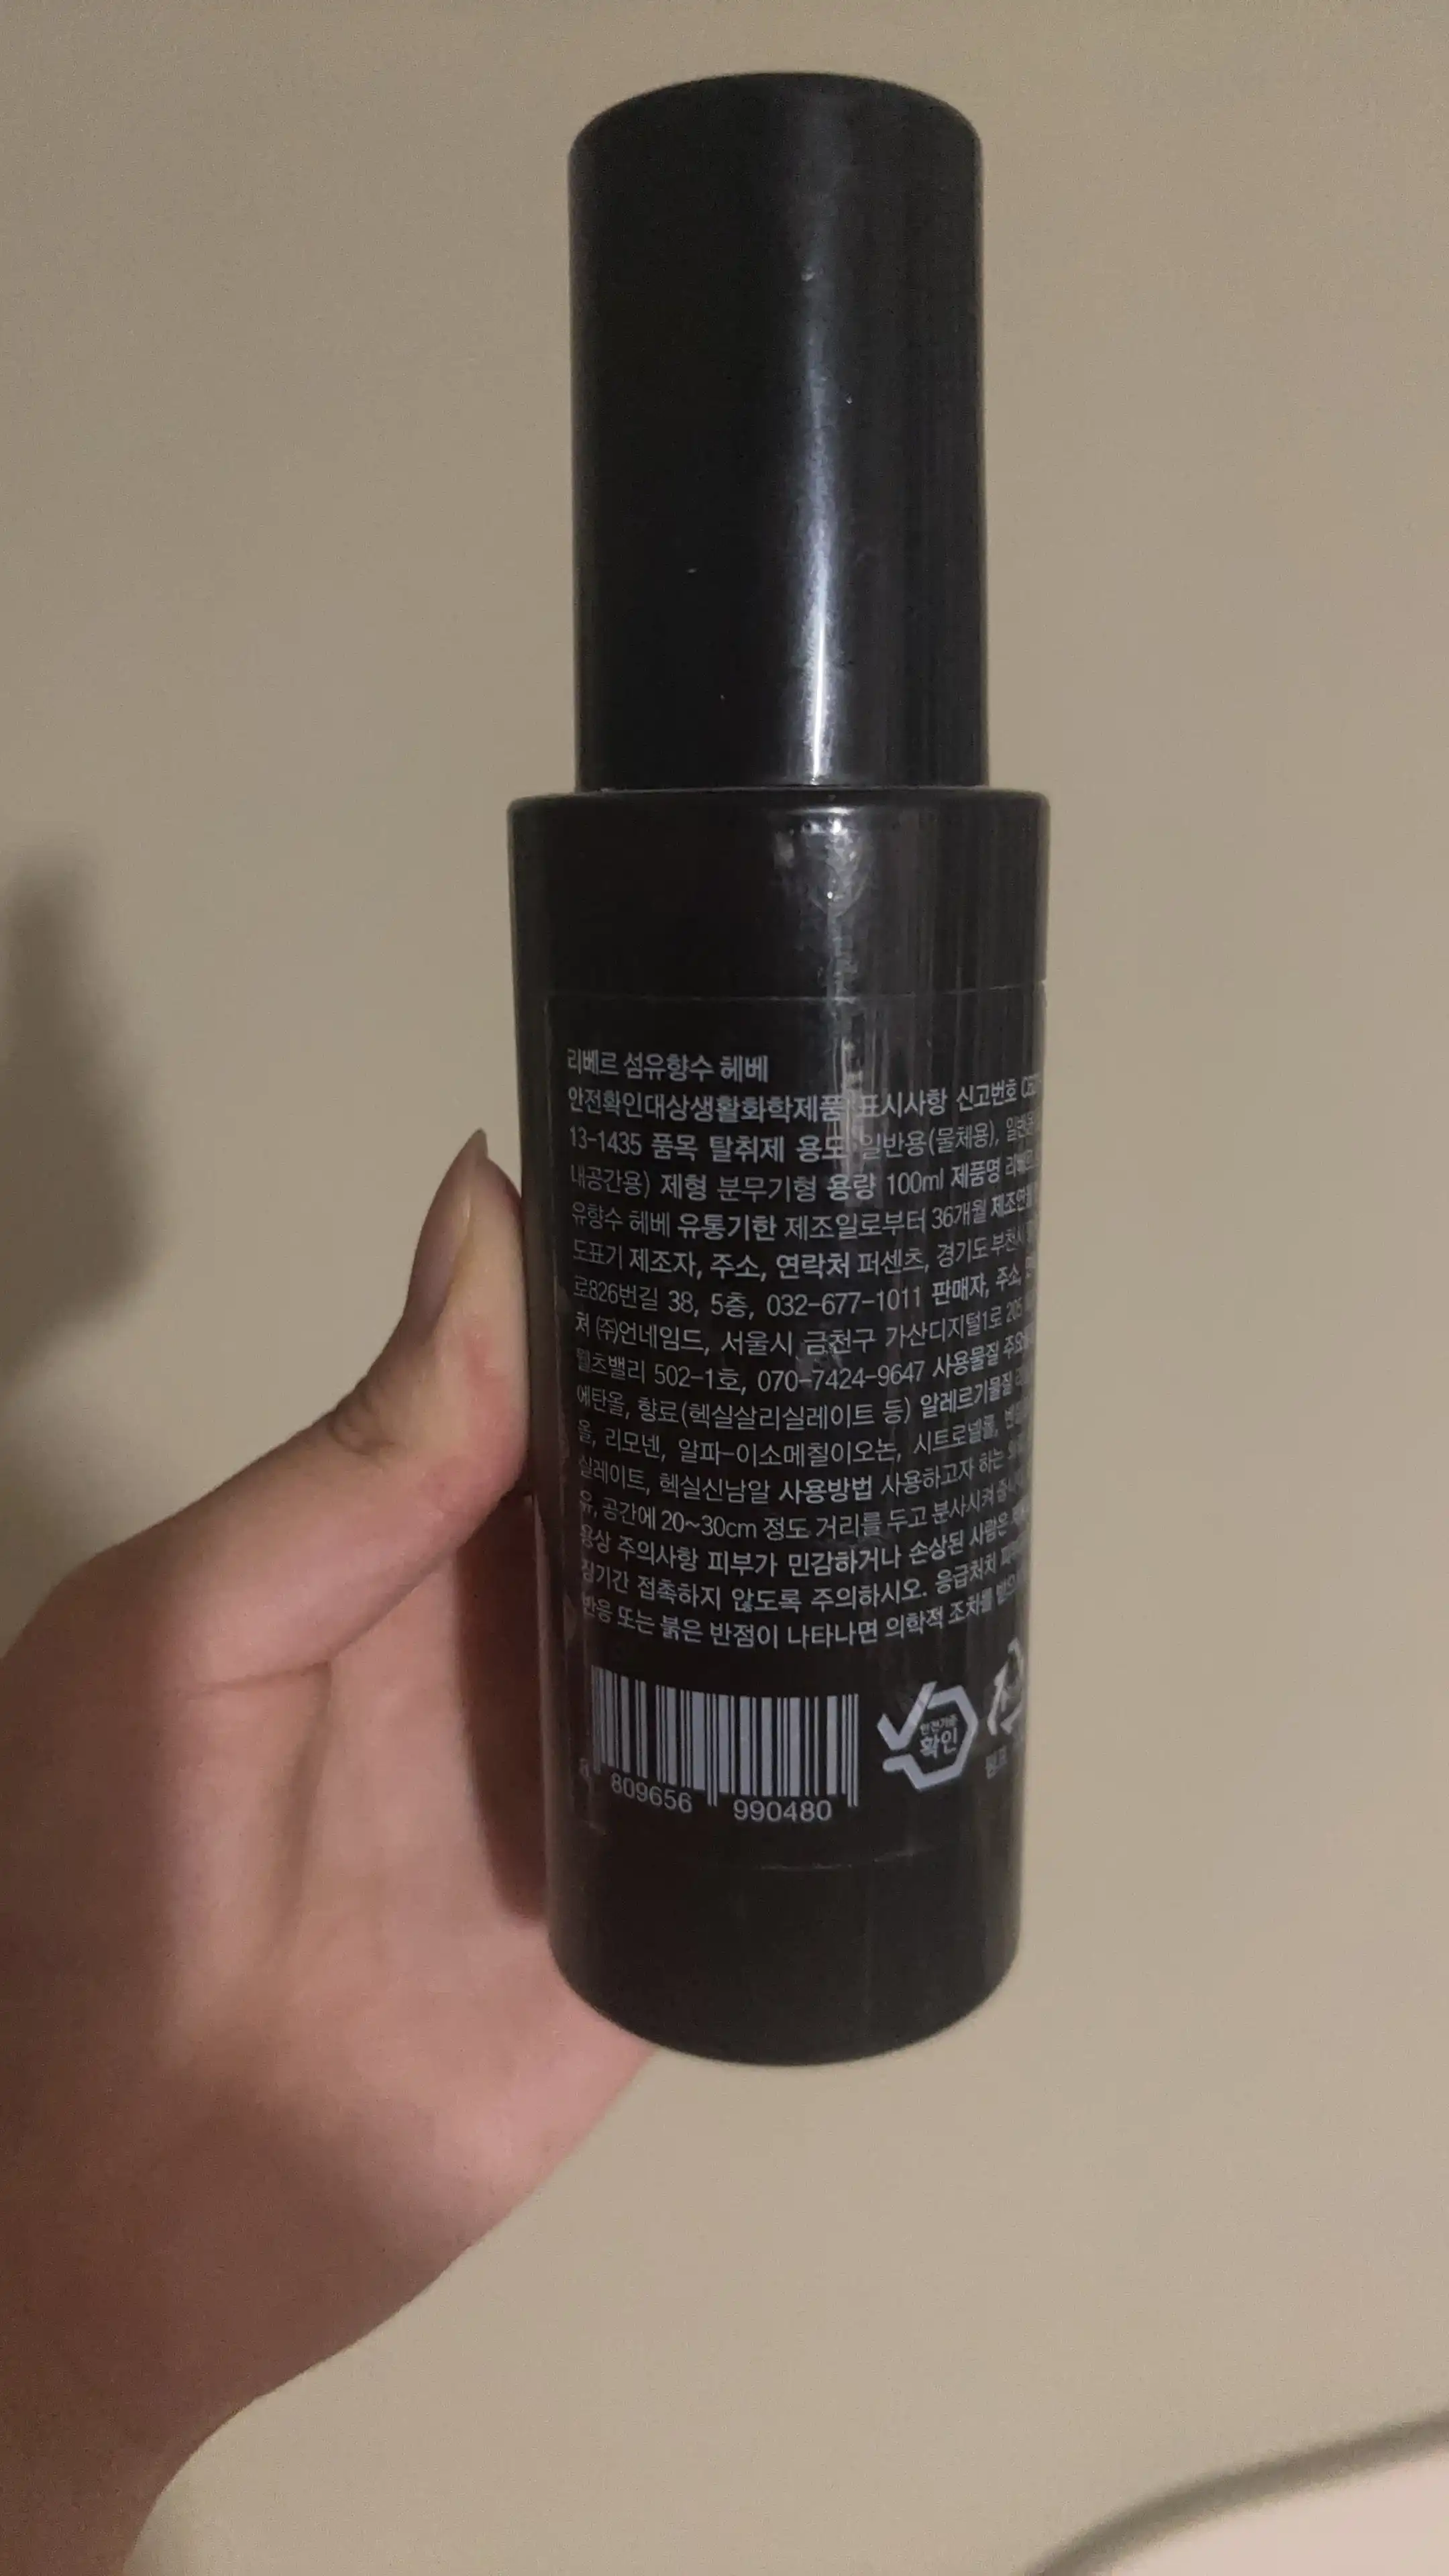 리베르 섬유향수 헤베
안전확인대상생활화학제품 표시사항 신고번호
13-1435 품목 탈취제 용도 일반용(물체용),
내공간용) 제형 분무기형 용량 100ml 제품명
유향수 헤베 유통기한 제조일로부터 36개월
도표기 제조자, 주소, 연락처 퍼센츠, 경기도 부천시
로826번길 38, 5층, 032-677-1011 판매자, 주소,
처 (주)언네임드, 서울시 금천구 가산디지털1로 205
웰츠밸리 502-1호, 070-7424-9647 사용물질
에탄올, 향료(헥실살리실레이트 등) 알레르기물질
올, 리모넨, 알파-이소메칠이오논, 시트로넬롤,
실레이트, 헥실신남알 사용방법 사용하고자 하는
유, 공간에 20~30cm 정도 거리를 두고 분사시켜
용상 주의사항 피부가 민감하거나 손상된 사람은
장기간 접촉하지 않도록 주의하시오. 응급처치
반응 또는 붉은 반점이 나타나면 의학적 조치를
안전기준
확인
8 809656 990480